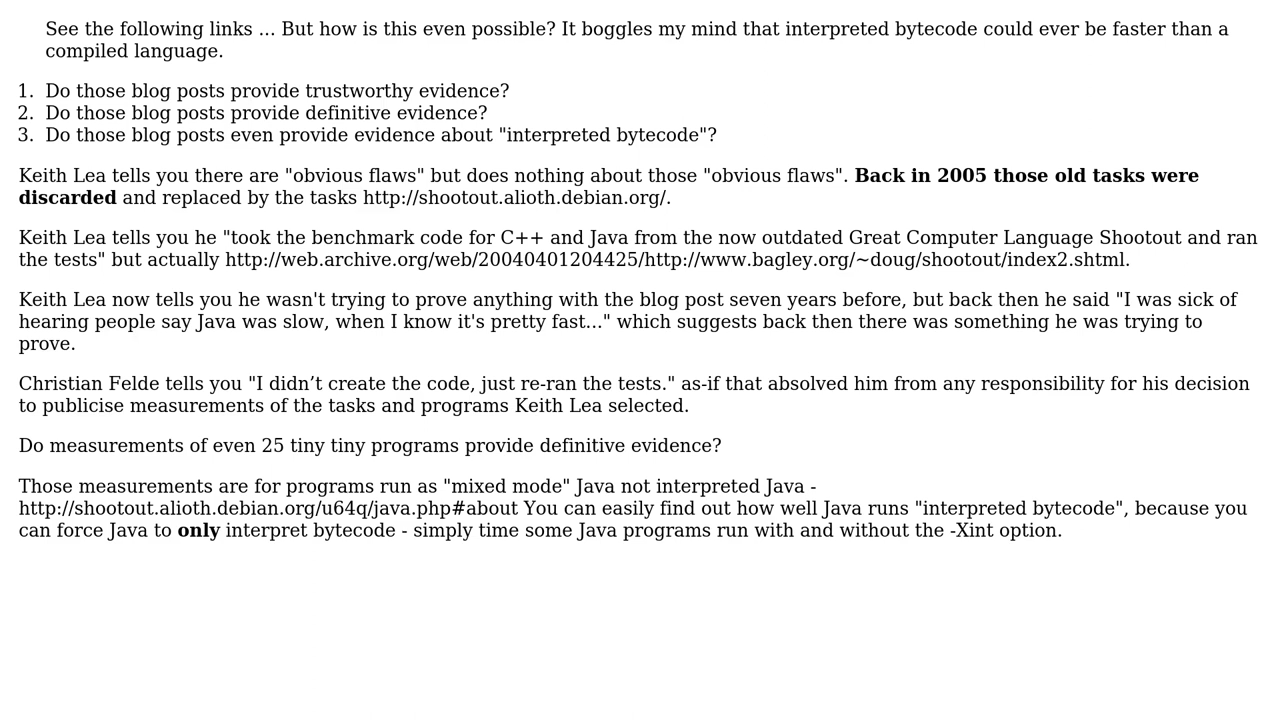 See the following links ... But how is this even possible? It boggles my mind that interpreted bytecode could ever be faster than a
compiled language.
1. Do those blog posts provide trustworthy evidence?
2. Do those blog posts provide definitive evidence?
3. Do those blog posts even provide evidence about "interpreted bytecode"?
Keith Lea tells you there are "obvious flaws" but does nothing about those "obvious flaws". Back in 2005 those old tasks were
discarded and replaced by the tasks http://shootout.alioth.debian.org/.
Keith Lea tells you he "took the benchmark code for C++ and Java from the now outdated Great Computer Language Shootout and ran
the tests" but actually http://web.archive.org/web/20040401204425/http://www.bagley.org/~doug/shootout/index2.shtml.
Keith Lea now tells you he wasn't trying to prove anything with the blog post seven years before, but back then he said "I was sick of
hearing people say Java was slow, when I know it's pretty fast..." which suggests back then there was something he was trying to
prove.
Christian Felde tells you "I didn’t create the code, just re-ran the tests." as-if that absolved him from any responsibility for his decision
to publicise measurements of the tasks and programs Keith Lea selected.
Do measurements of even 25 tiny tiny programs provide definitive evidence?
Those measurements are for programs run as "mixed mode" Java not interpreted Java -
http://shootout.alioth.debian.org/u64q/java.php#about You can easily find out how well Java runs "interpreted bytecode", because you
can force Java to only interpret bytecode - simply time some Java programs run with and without the -Xint option.